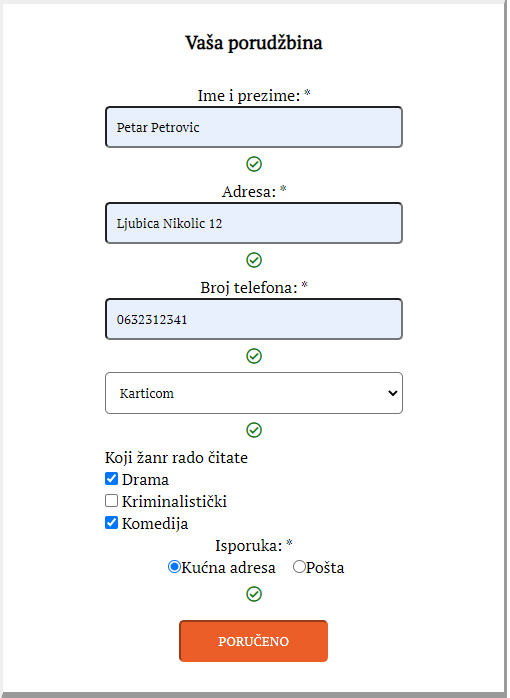 Vaša porudžbina
Ime i prezime: *
Petar Petrovic
Adresa: *
Ljubica Nikolic 12
Broj telefona: *
0632312341
Karticom
Koji žanr rado čitate
Drama
Kriminalistički
Komedija
Isporuka: *
Kućna adresa Pošta
PORUČENO